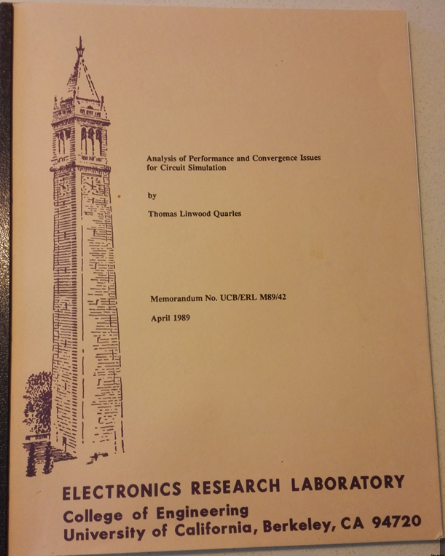 Analysis of Performance and Convergence Issues
for Circuit Simulation
by
Thomas Linwood Quarles
Memorandum No. UCB/ERL M89/42
April 1989
ELECTRONICS RESEARCH LABORATORY
College of Engineering
University of California, Berkeley, CA 94720